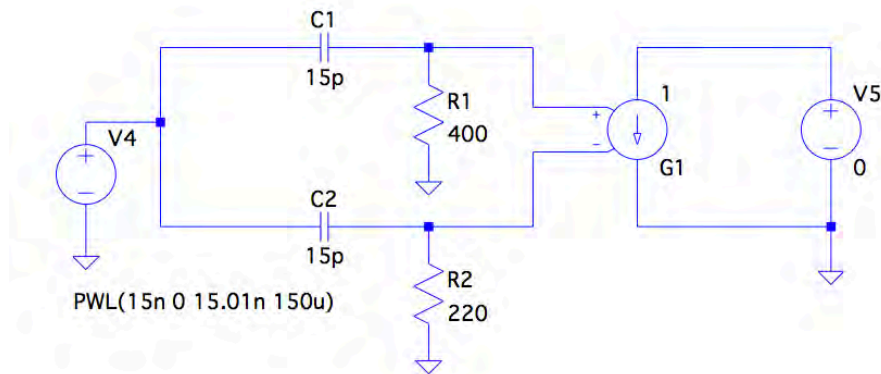 C1
15p
R1
400
V4
+
−
C2
15p
R2
220
PWL(15n 0 15.01n 150u)
+
−
1
G1
V5
+
−
0